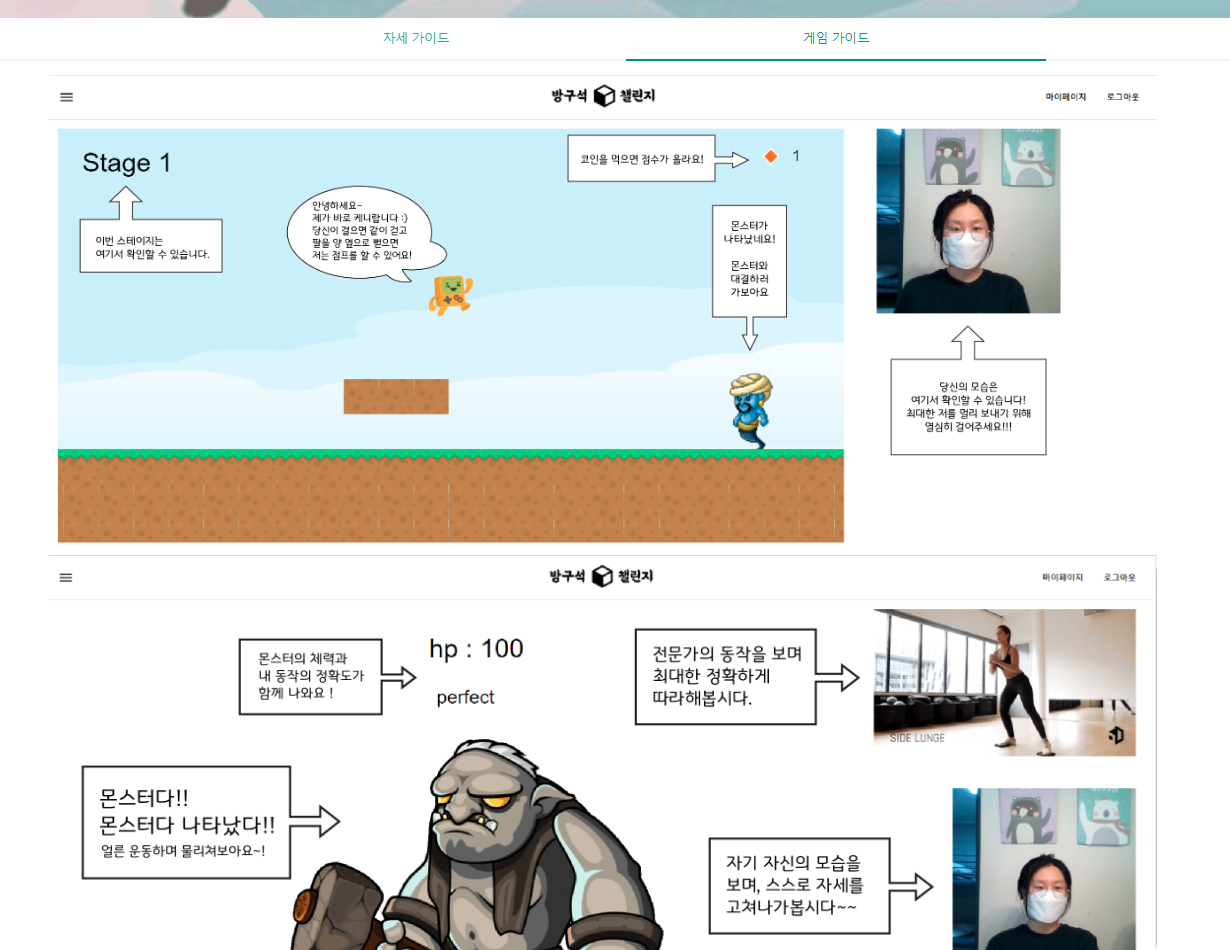 자세 가이드
게임 가이드
방구석 챌린지
마이페이지
로그아웃
Stage 1
코인을 먹으면 점수가 올라요!
1
안녕하세요~
제가 바로 케니랍니다 :)
당신이 걸으면 같이 걷고
팔을 양 옆으로 뻗으면
저는 점프를 할 수 있어요!
이번 스테이지는
여기서 확인할 수 있습니다.
몬스터가
나타났네요!
몬스터와
대결하러
가보아요
당신의 모습은
여기서 확인할 수 있습니다!
최대한 저를 멀리 보내기 위해
열심히 걸어주세요!!!
방구석 챌린지
마이페이지
로그아웃
몬스터의 체력과
내 동작의 정확도가
함께 나와요 !
hp : 100
perfect
전문가의 동작을 보며
최대한 정확하게
따라해봅시다.
SIDE LUNGE
몬스터다!!
몬스터다 나타났다!!
얼른 운동하며 물리쳐보아요~!
자기 자신의 모습을
보며, 스스로 자세를
고쳐나가봅시다~~